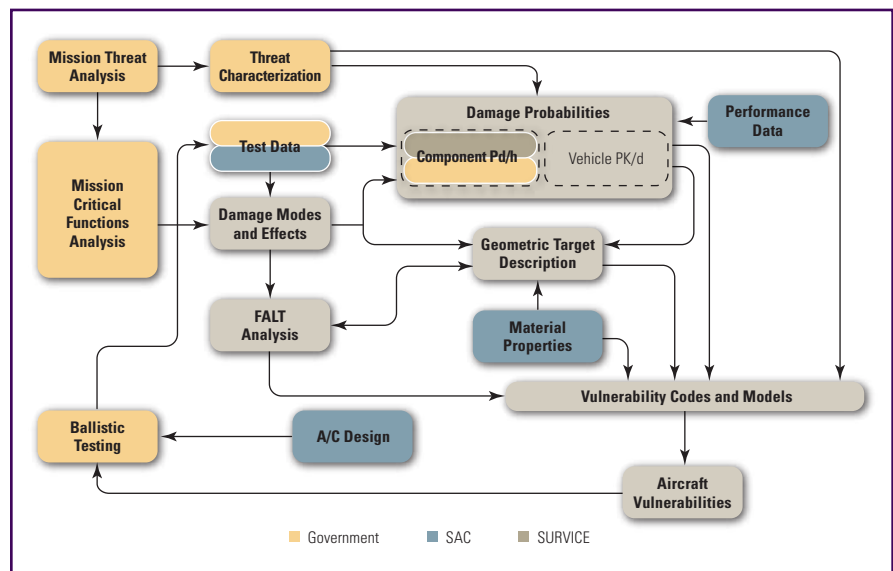 Mission Threat
Analysis
Threat
Characterization
Damage Probabilities
Performance
Data
Test Data
Component Pd/h
Vehicle PK/d
Mission
Critical
Functions
Analysis
Damage Modes
and Effects
Geometric Target
Description
FALT
Analysis
Material
Properties
Vulnerability Codes and Models
Ballistic
Testing
A/C Design
Aircraft
Vulnerabilities
Government
SAC
SURVICE